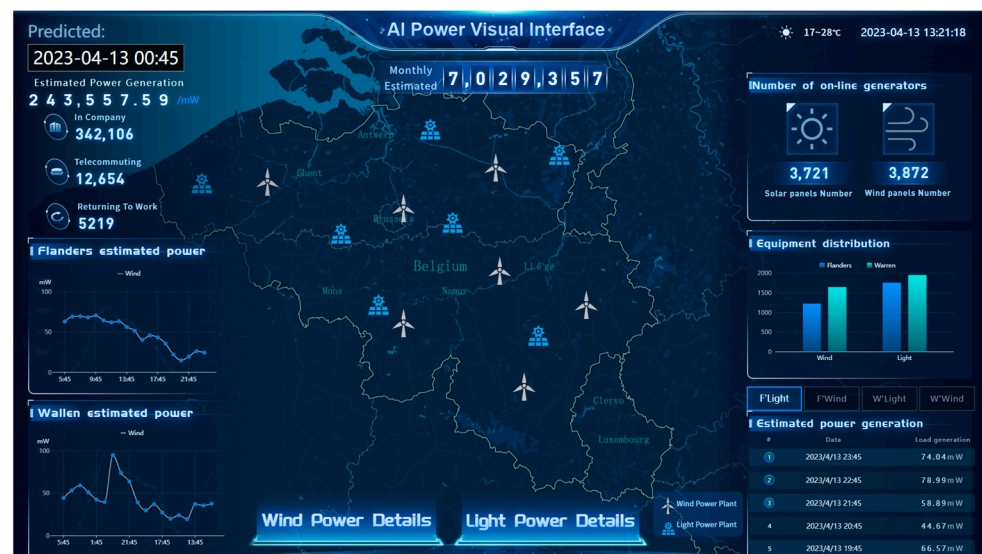 AI Power Visual Interface
17~28℃ 2023-04-13 13:21:18
Predicted:
2023-04-13 00:45
Estimated Power Generation
243,557.59 /mW
In Company
342,106
Telecommuting
12,654
Returning To Work
5219
Flanders estimated power
Wind
mW
100
50
0
5:45 9:45 13:45 17:45 21:45
Wallen estimated power
Wind
mW
100
50
0
5:45 1:45 21:45 17:45 13:45
Monthly
Estimated
7,029,357
Antwerp
Ghent
Brussels
Belgium
Liége
Mons
Namur
Clervo
Luxembourg
Wind Power Details
Light Power Details
Wind Power Plant
Light Power Plant
Number of on-line generators
3,721
Solar panels Number
3,872
Wind panels Number
Equipment distribution
Flanders Warren
2000
1500
1000
500
0
Wind Light
F'Light F'Wind W'Light W'Wind
Estimated power generation
# Data Load generation
1 2023/4/13 23:45 74.04mW
2 2023/4/13 22:45 78.99mW
3 2023/4/13 21:45 58.89mW
4 2023/4/13 20:45 44.67mW
5 2023/4/13 19:45 66.57mW